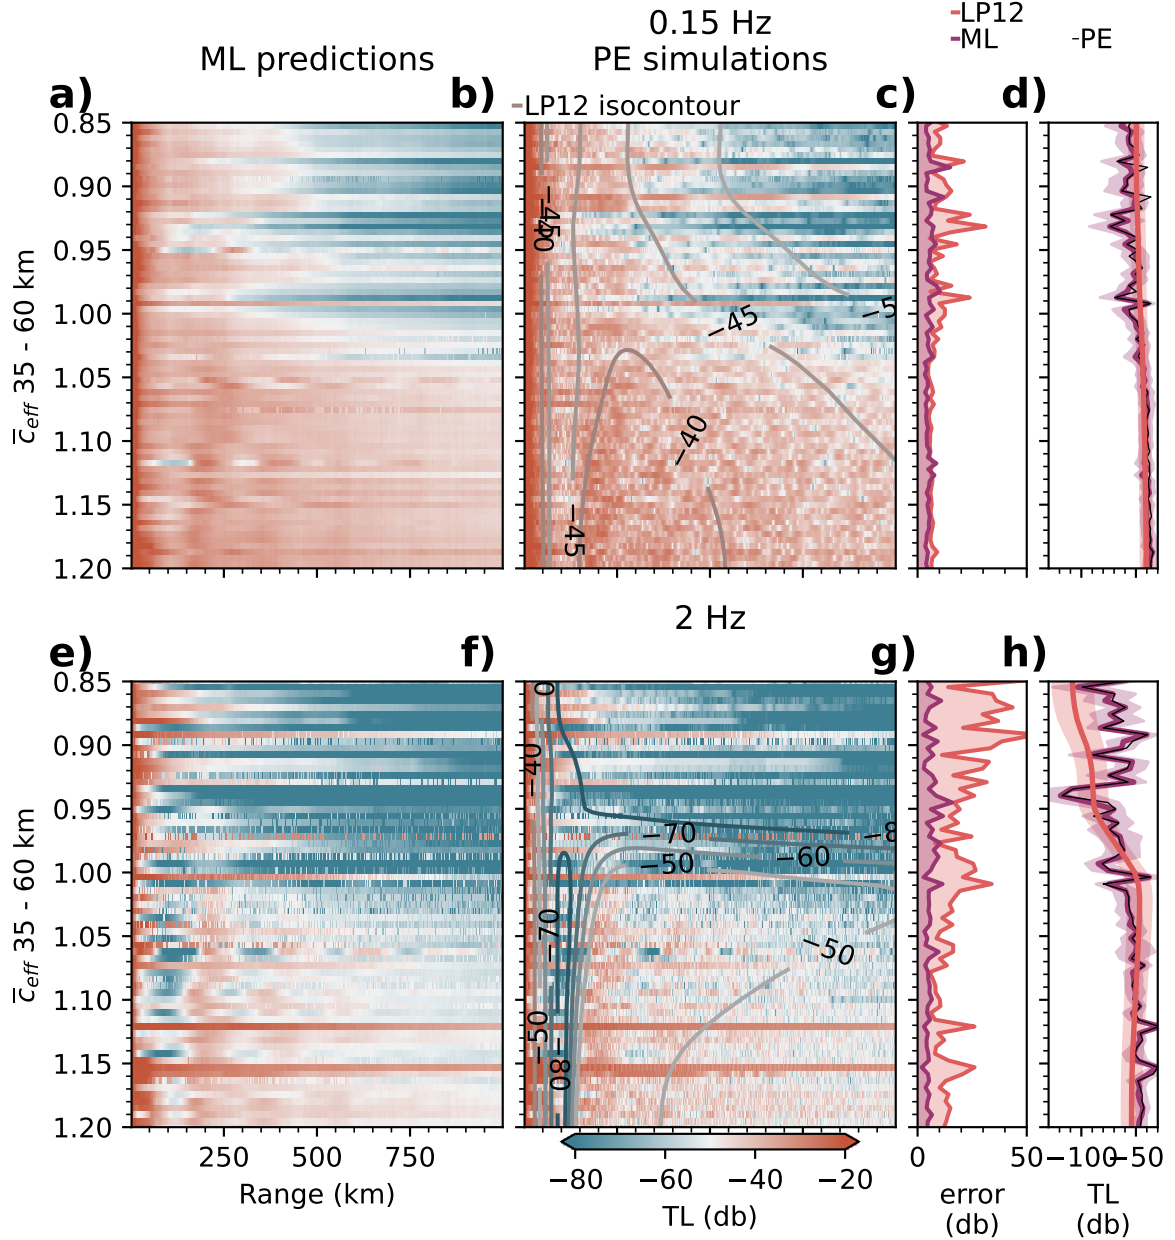 0.15 Hz
ML predictions
PE simulations
LP12
ML
PE
a)
b)
c)
d)
LP12 isocontour
0.85
0.90
0.95
1.00
1.05
1.10
1.15
1.20
c̅eff 35 - 60 km
−40
−45
−45
−5
−40
−45
2 Hz
e)
f)
g)
h)
0.85
0.90
0.95
1.00
1.05
1.10
1.15
1.20
c̅eff 35 - 60 km
0
−40
−70
−8
−60
−50
−70
−50
−50
−80
250
500
750
Range (km)
−80
−60
−40
−20
TL (db)
0
50
error
(db)
−100
−50
TL
(db)